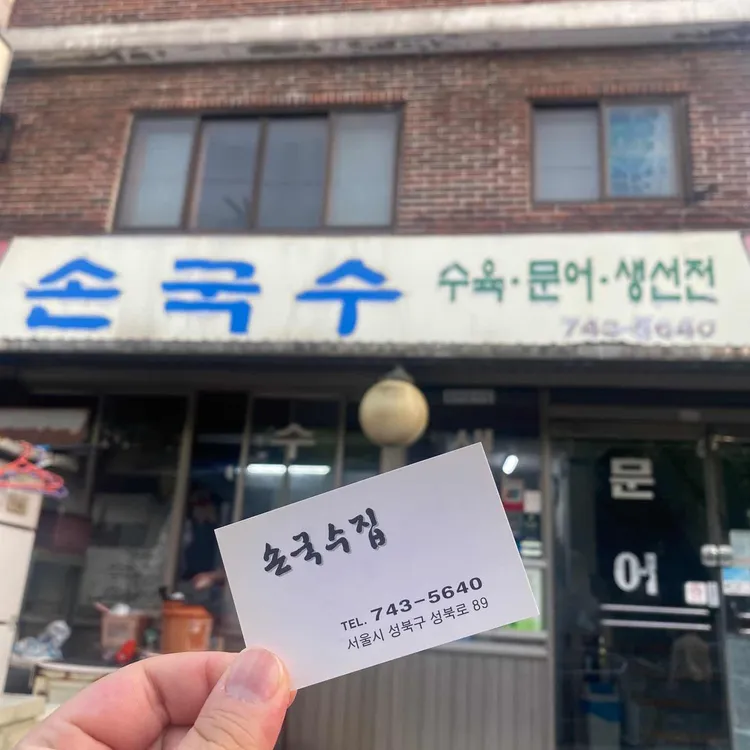 손국수
수육·문어·생선전
743-5640
수
문어
손국수집
TEL. 743-5640
서울시 성북구 성북로 89